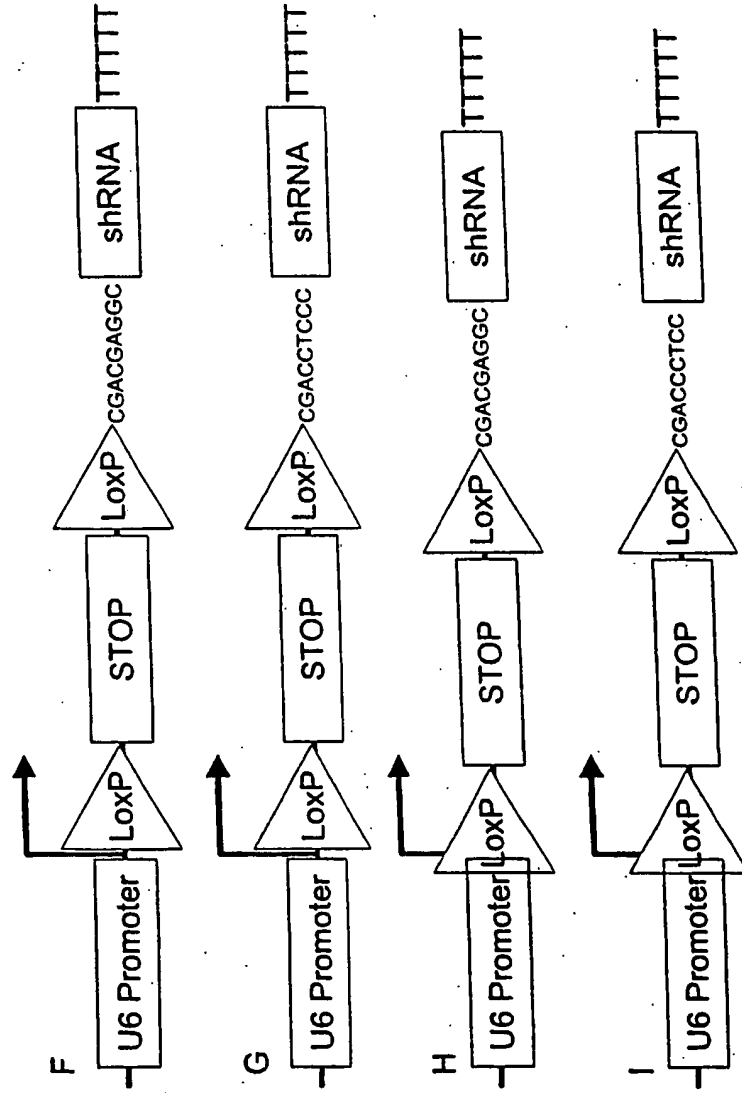 F
U6 Promoter LoxP STOP LoxP CGACGAGGC shRNA TTTTT
G
U6 Promoter LoxP STOP LoxP CGACCTCCC shRNA TTTTT
H
U6 Promoter LoxP STOP LoxP CGACGAGGC shRNA TTTTT
I
U6 Promoter LoxP STOP LoxP CGACCCTCC shRNA TTTTT